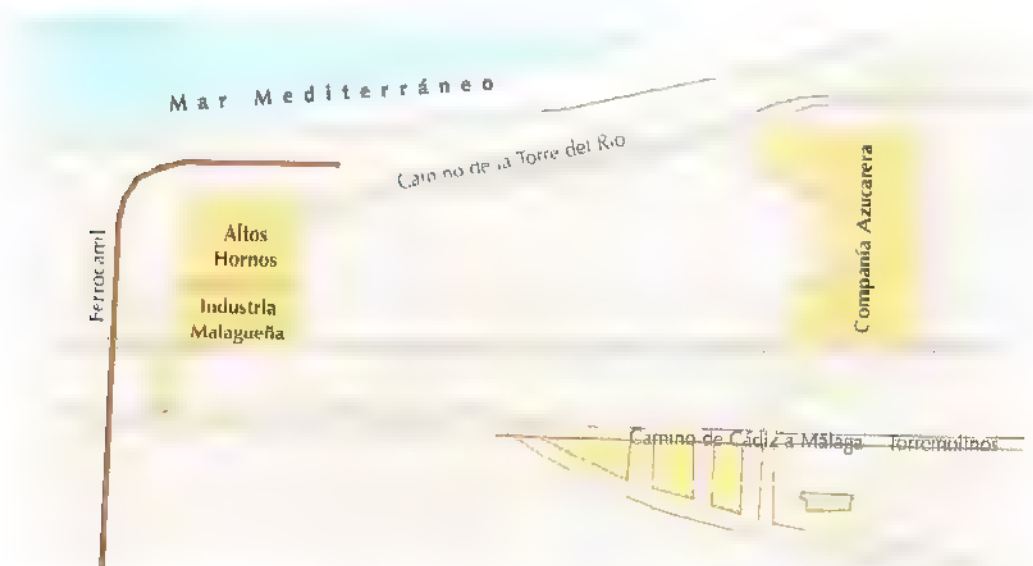 Mar Mediterráneo
Camino de la Torre del Río
Ferrocarril
Altos
Hornos
Industria
Malagueña
Compañía Azucarera
Camino de Cádiz a Málaga Torremolinos